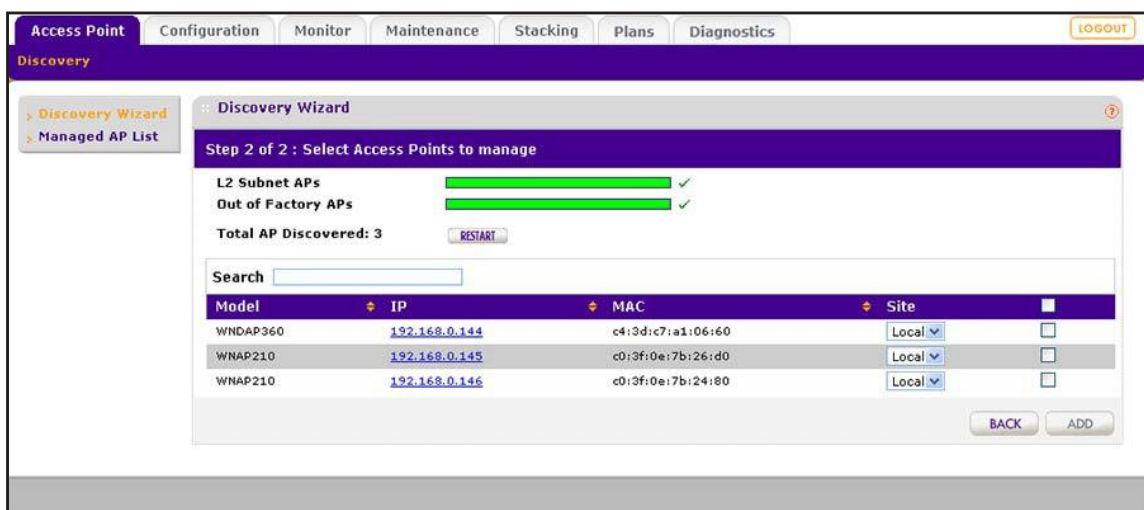 Access Point Configuration Monitor Maintenance Stacking Plans Diagnostics LOGOUT
Discovery
Discovery Wizard
Managed AP List
Discovery Wizard ?
Step 2 of 2 : Select Access Points to manage
L2 Subnet APs
Out of Factory APs
Total AP Discovered: 3 RESTART
Search
Model IP MAC Site
WNDAP360 192.168.0.144 c4:3d:c7:a1:06:60 Local
WNAP210 192.168.0.145 c0:3f:0e:7b:26:d0 Local
WNAP210 192.168.0.146 c0:3f:0e:7b:24:80 Local
BACK ADD